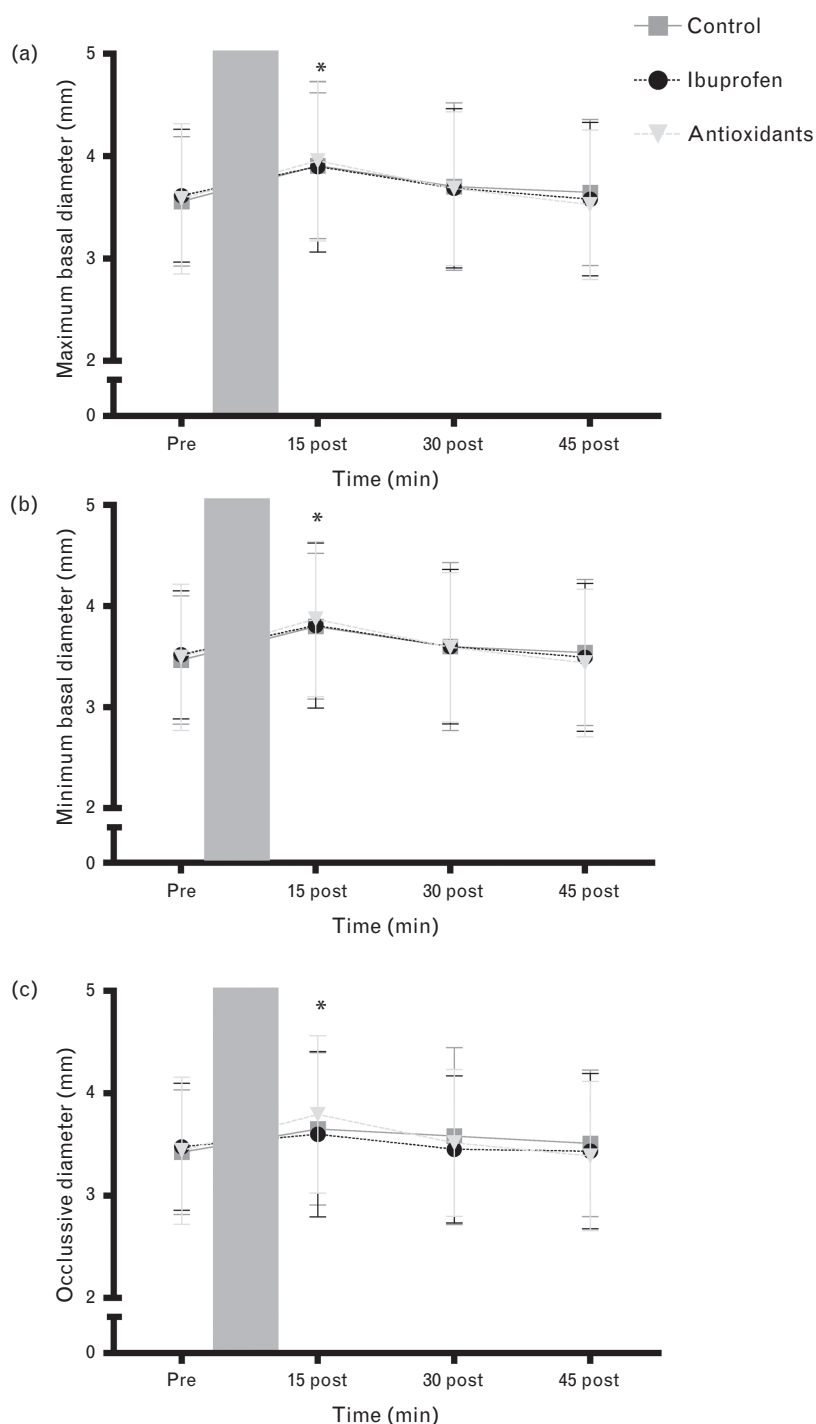 Control
Ibuprofen
Antioxidants
(a)
5
*
4
3
2
0
Maximum basal diameter (mm)
Pre
15 post
30 post
45 post
Time (min)
(b)
5
*
4
3
2
0
Minimum basal diameter (mm)
Pre
15 post
30 post
45 post
Time (min)
(c)
5
*
4
3
2
0
Occlussive diameter (mm)
Pre
15 post
30 post
45 post
Time (min)